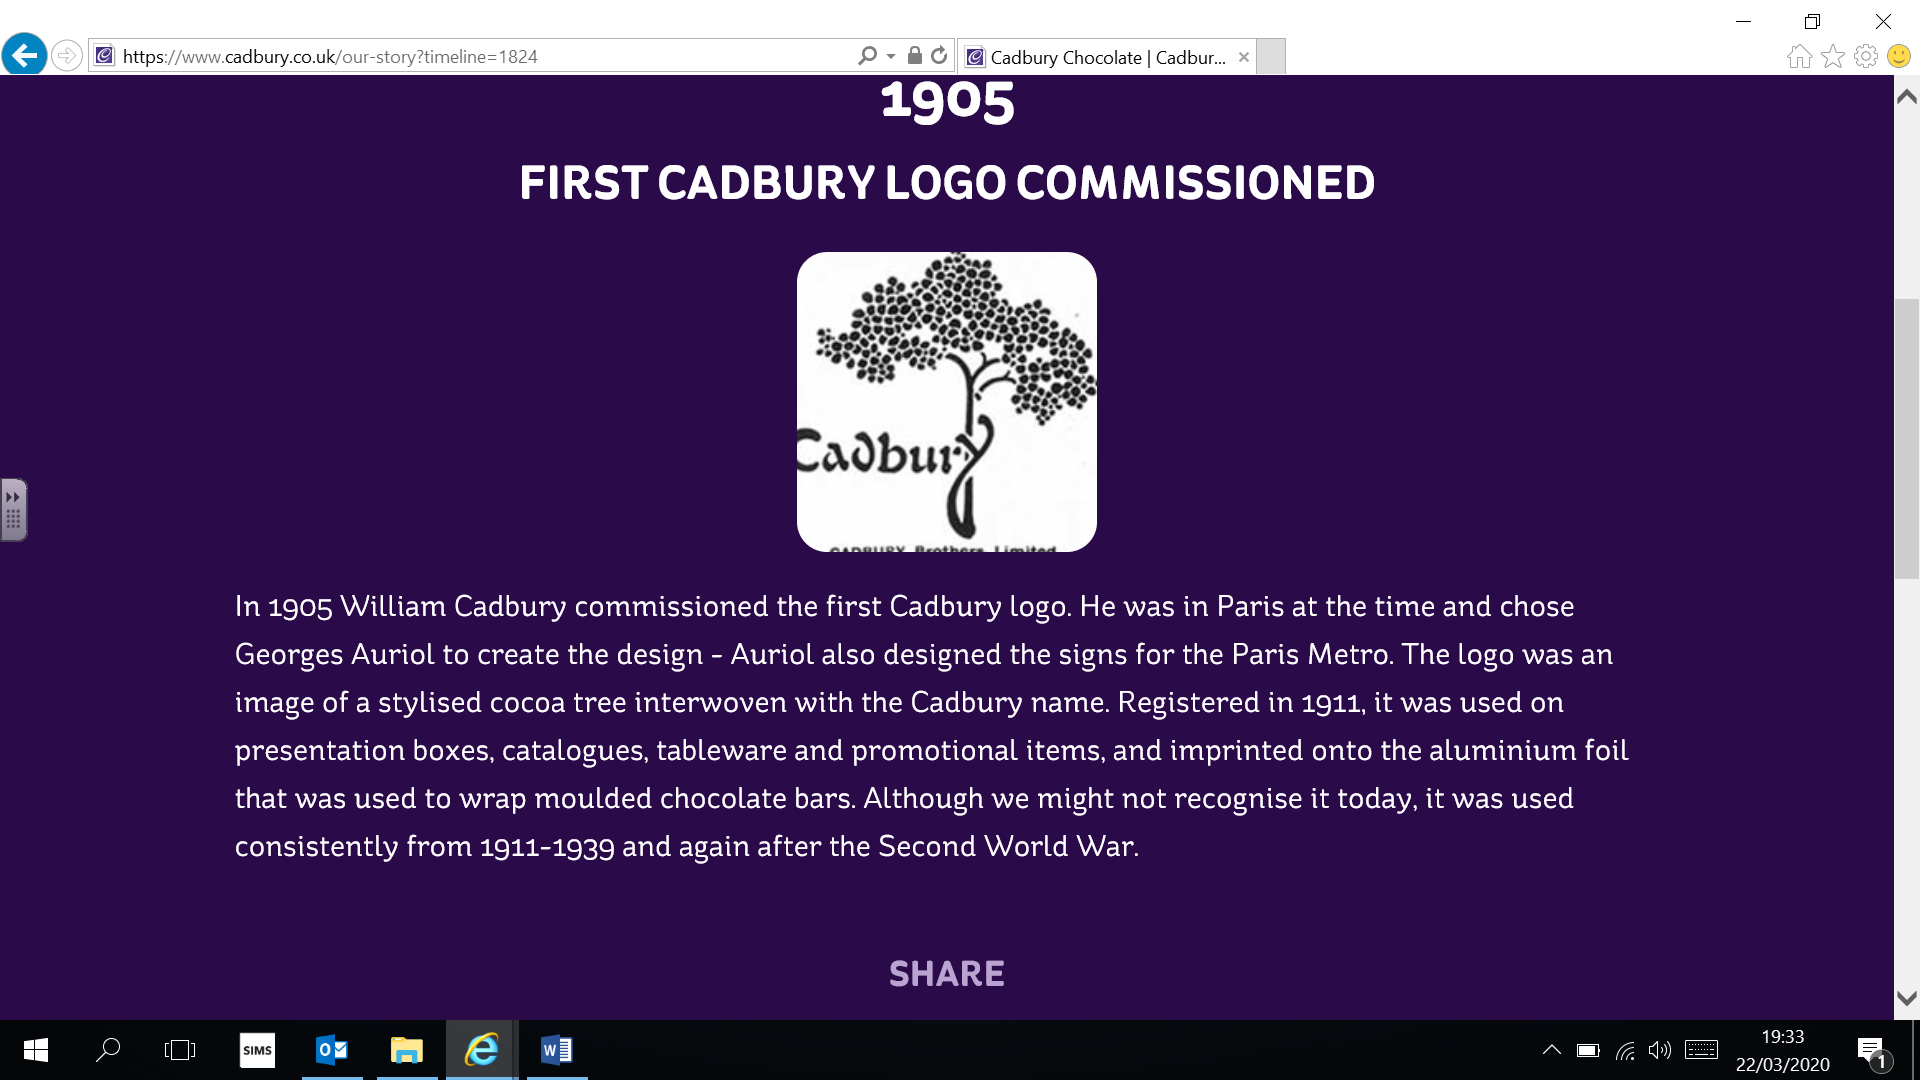 https://www.cadbury.co.uk/our-story?timeline=1824
Cadbury Chocolate | Cadbur...
1905
FIRST CADBURY LOGO COMMISSIONED
Cadbury
CADBURY Brothers Limited
In 1905 William Cadbury commissioned the first Cadbury logo. He was in Paris at the time and chose
Georges Auriol to create the design - Auriol also designed the signs for the Paris Metro. The logo was an
image of a stylised cocoa tree interwoven with the Cadbury name. Registered in 1911, it was used on
presentation boxes, catalogues, tableware and promotional items, and imprinted onto the aluminium foil
that was used to wrap moulded chocolate bars. Although we might not recognise it today, it was used
consistently from 1911-1939 and again after the Second World War.
SHARE
SIMS
19:33
22/03/2020
1